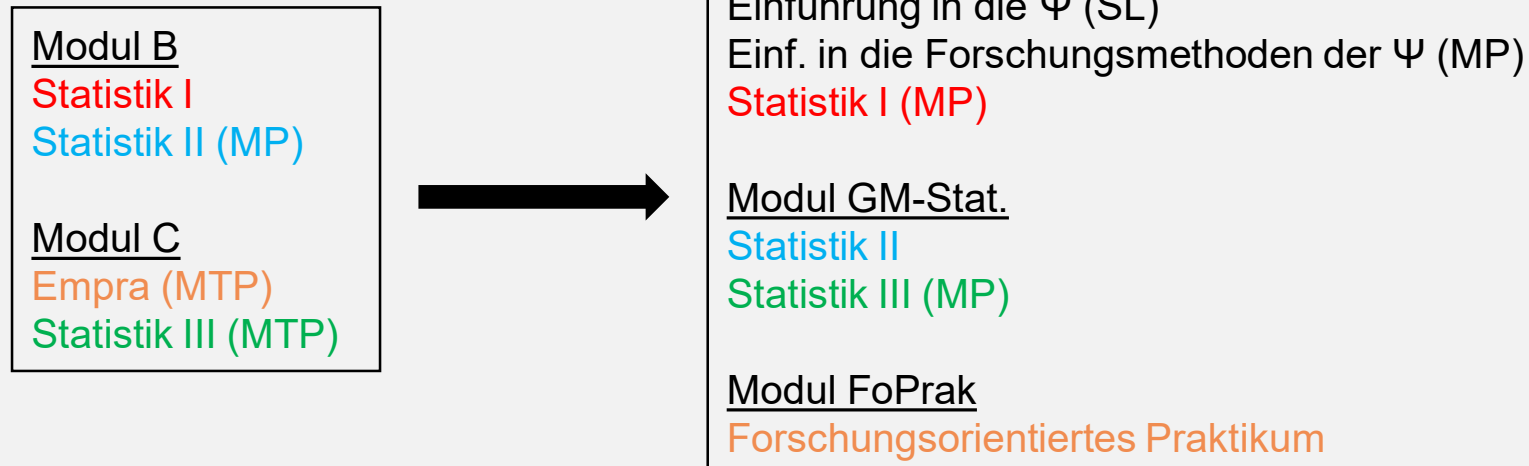 Modul B
Statistik I
Statistik II (MP)
Modul C
Empra (MTP)
Statistik III (MTP)
Einführung in die Ψ (SL)
Einf. in die Forschungsmethoden der Ψ (MP)
Statistik I (MP)
Modul GM-Stat.
Statistik II
Statistik III (MP)
Modul FoPrak
Forschungsorientiertes Praktikum